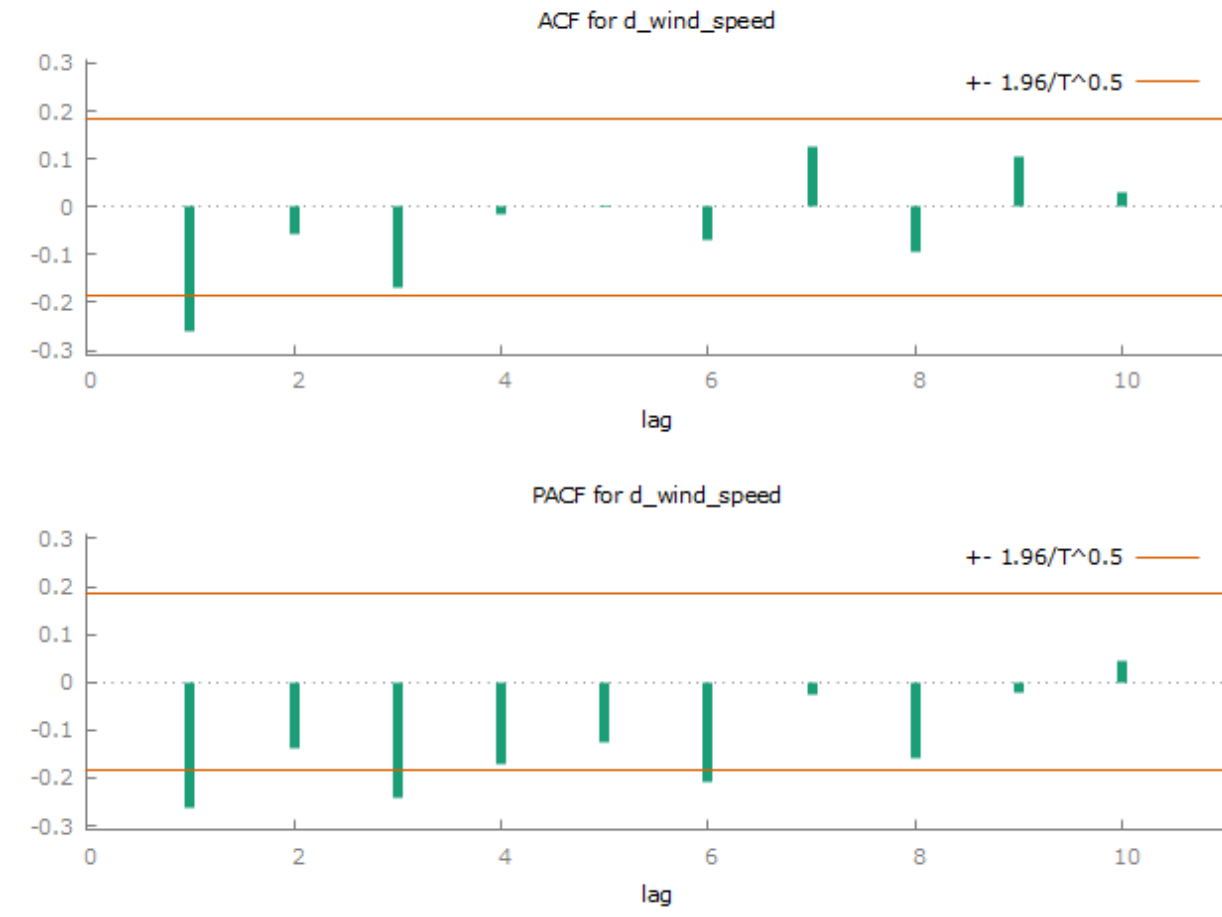 ACF for d_wind_speed
0.3
+- 1.96/T^0.5
0.2
0.1
0
-0.1
-0.2
-0.3
0 2 4 6 8 10
lag
PACF for d_wind_speed
0.3
+- 1.96/T^0.5
0.2
0.1
0
-0.1
-0.2
-0.3
0 2 4 6 8 10
lag